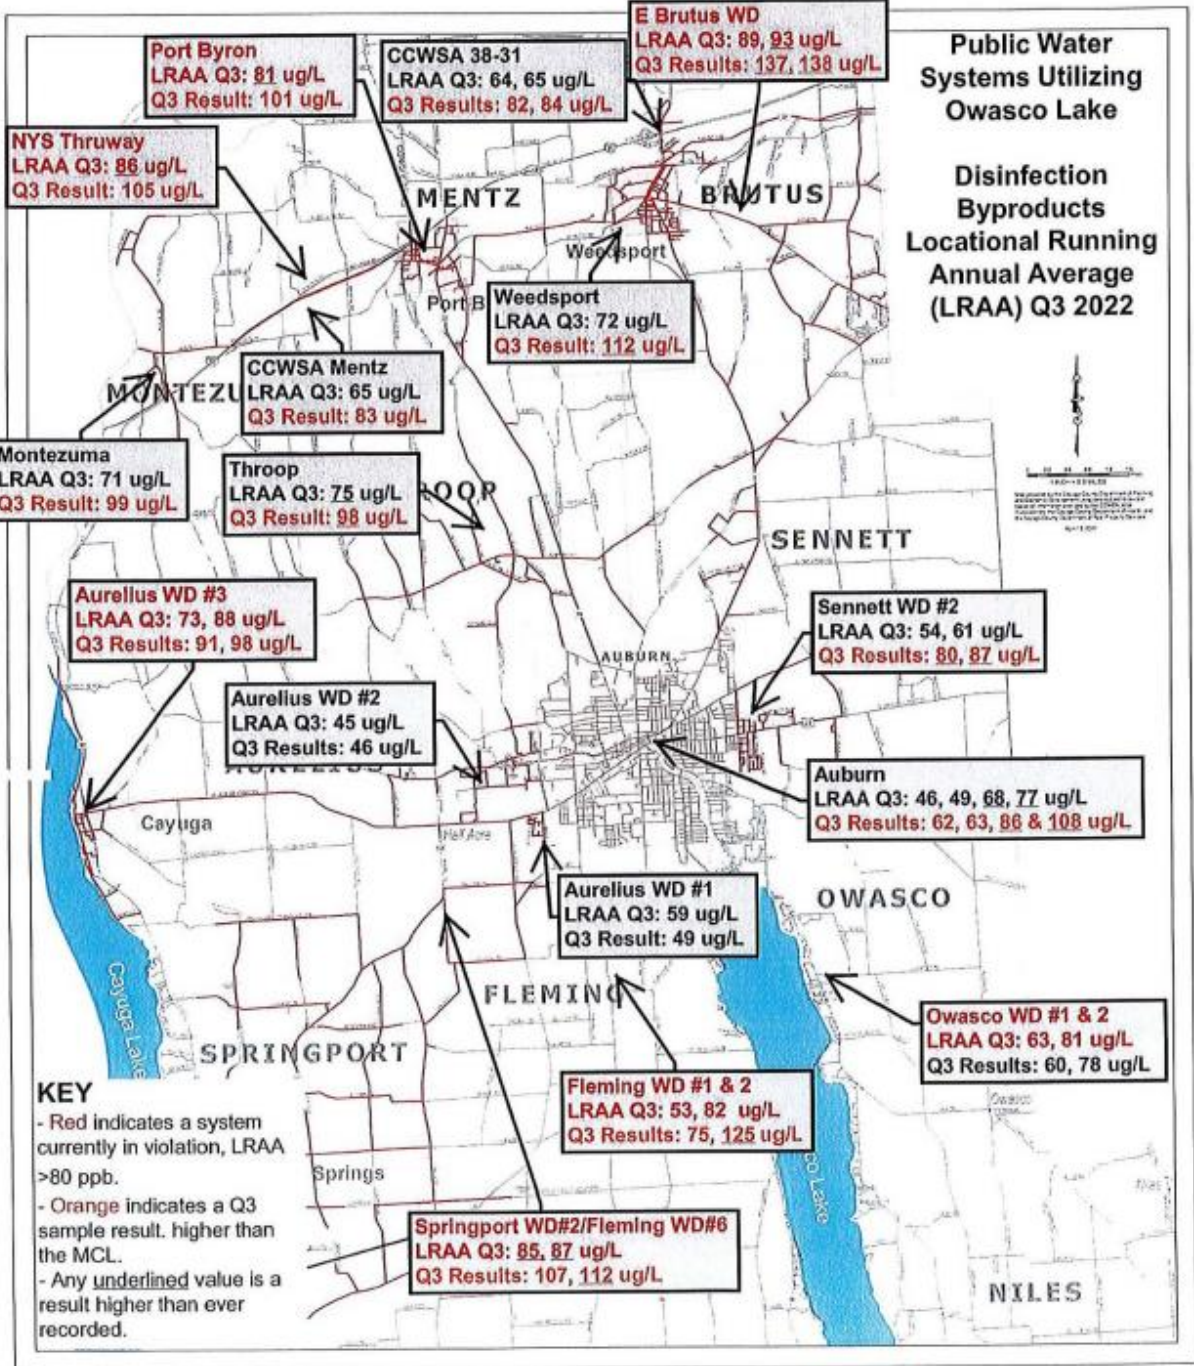 Public Water
Systems Utilizing
Owasco Lake
Disinfection
Byproducts
Locational Running
Annual Average
(LRAA) Q3 2022
E Brutus WD
LRAA Q3: 89, 93 ug/L
Q3 Results: 137, 138 ug/L
Port Byron
LRAA Q3: 81 ug/L
Q3 Result: 101 ug/L
CCWSA 38-31
LRAA Q3: 64, 65 ug/L
Q3 Results: 82, 84 ug/L
NYS Thruway
LRAA Q3: 86 ug/L
Q3 Result: 105 ug/L
MENTZ
BRUTUS
Weedsport
Port B
Weedsport
LRAA Q3: 72 ug/L
Q3 Result: 112 ug/L
CCWSA Mentz
LRAA Q3: 65 ug/L
Q3 Result: 83 ug/L
MONTEZU
Montezuma
LRAA Q3: 71 ug/L
Q3 Result: 99 ug/L
Throop
LRAA Q3: 75 ug/L
Q3 Result: 98 ug/L
ROOP
SENNETT
Aurelius WD #3
LRAA Q3: 73, 88 ug/L
Q3 Results: 91, 98 ug/L
Sennett WD #2
LRAA Q3: 54, 61 ug/L
Q3 Results: 80, 87 ug/L
AUBURN
Aurelius WD #2
LRAA Q3: 45 ug/L
Q3 Results: 46 ug/L
AURELIUS
Auburn
LRAA Q3: 46, 49, 68, 77 ug/L
Q3 Results: 62, 63, 86 & 108 ug/L
Cayuga
Half Acre
Aurelius WD #1
LRAA Q3: 59 ug/L
Q3 Result: 49 ug/L
OWASCO
Cayuga Lake
FLEMING
Owasco WD #1 & 2
LRAA Q3: 63, 81 ug/L
Q3 Results: 60, 78 ug/L
SPRINGPORT
Fleming WD #1 & 2
LRAA Q3: 53, 82 ug/L
Q3 Results: 75, 125 ug/L
Owasco
co Lake
Springs
Springport WD#2/Fleming WD#6
LRAA Q3: 85, 87 ug/L
Q3 Results: 107, 112 ug/L
NILES
KEY
- Red indicates a system
currently in violation, LRAA
>80 ppb.
- Orange indicates a Q3
sample result. higher than
the MCL.
- Any underlined value is a
result higher than ever
recorded.